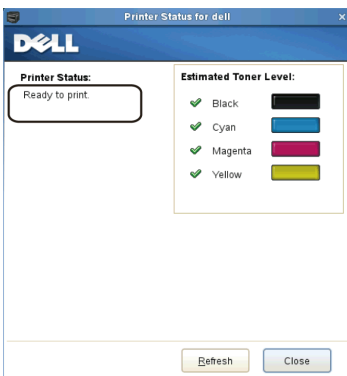 Printer Status for dell
DELL
Printer Status:
Ready to print.
Estimated Toner Level:
Black
Cyan
Magenta
Yellow
Refresh
Close